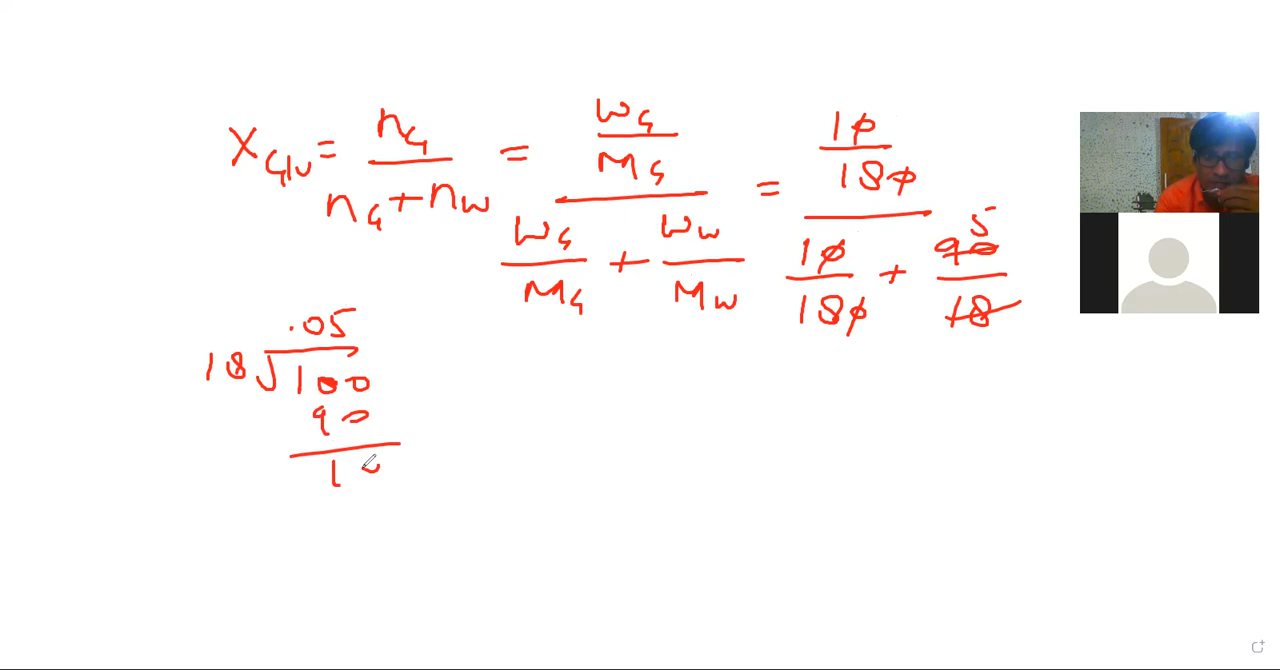 X_Glu = n_G / (n_G + n_W) = (W_G / M_G) / (W_G / M_G + W_W / M_W) = (10 / 180) / (10 / 180 + 90 / 18) 5
.05
18 √ 100
90
10